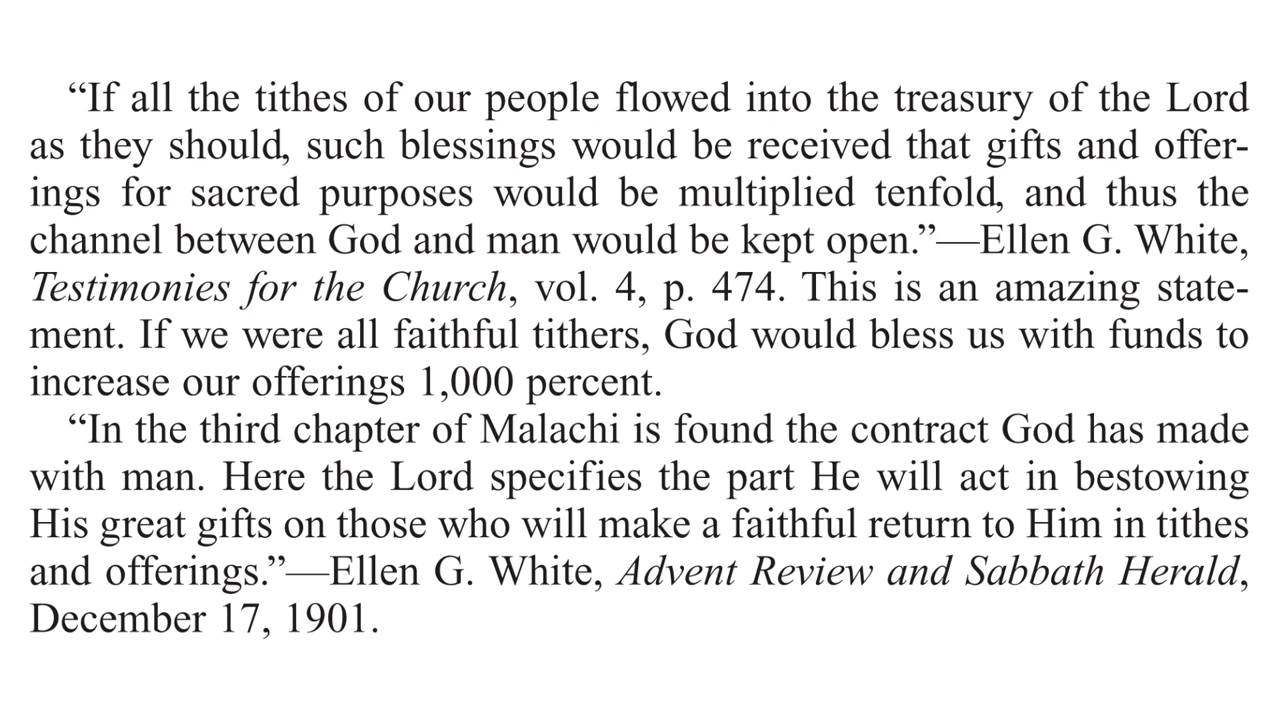 “If all the tithes of our people flowed into the treasury of the Lord
as they should, such blessings would be received that gifts and offer-
ings for sacred purposes would be multiplied tenfold, and thus the
channel between God and man would be kept open.”—Ellen G. White,
Testimonies for the Church, vol. 4, p. 474. This is an amazing state-
ment. If we were all faithful tithers, God would bless us with funds to
increase our offerings 1,000 percent.
“In the third chapter of Malachi is found the contract God has made
with man. Here the Lord specifies the part He will act in bestowing
His great gifts on those who will make a faithful return to Him in tithes
and offerings.”—Ellen G. White, Advent Review and Sabbath Herald,
December 17, 1901.